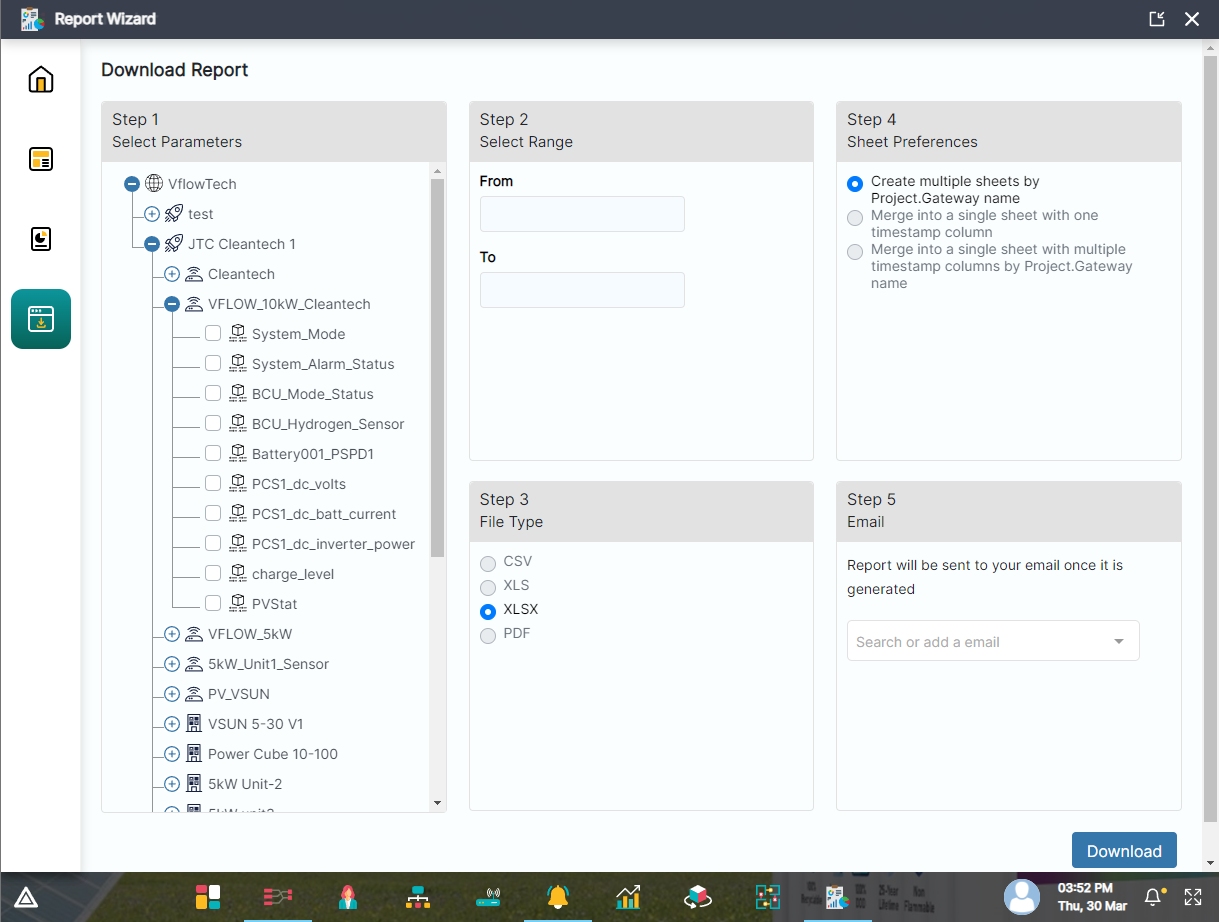 Report Wizard
Download Report
Step 1
Select Parameters
VflowTech
test
JTC Cleantech 1
Cleantech
VFLOW_10kW_Cleantech
System_Mode
System_Alarm_Status
BCU_Mode_Status
BCU_Hydrogen_Sensor
Battery001_PSPD1
PCS1_dc_volts
PCS1_dc_batt_current
PCS1_dc_inverter_power
charge_level
PVStat
VFLOW_5kW
5kW_Unit1_Sensor
PV_VSUN
VSUN 5-30 V1
Power Cube 10-100
5kW Unit-2
Step 2
Select Range
From
To
Step 3
File Type
CSV
XLS
XLSX
PDF
Step 4
Sheet Preferences
Create multiple sheets by
Project.Gateway name
Merge into a single sheet with one
timestamp column
Merge into a single sheet with multiple
timestamp columns by Project.Gateway
name
Step 5
Email
Report will be sent to your email once it is
generated
Search or add a email
Download
03:52 PM
Thu, 30 Mar